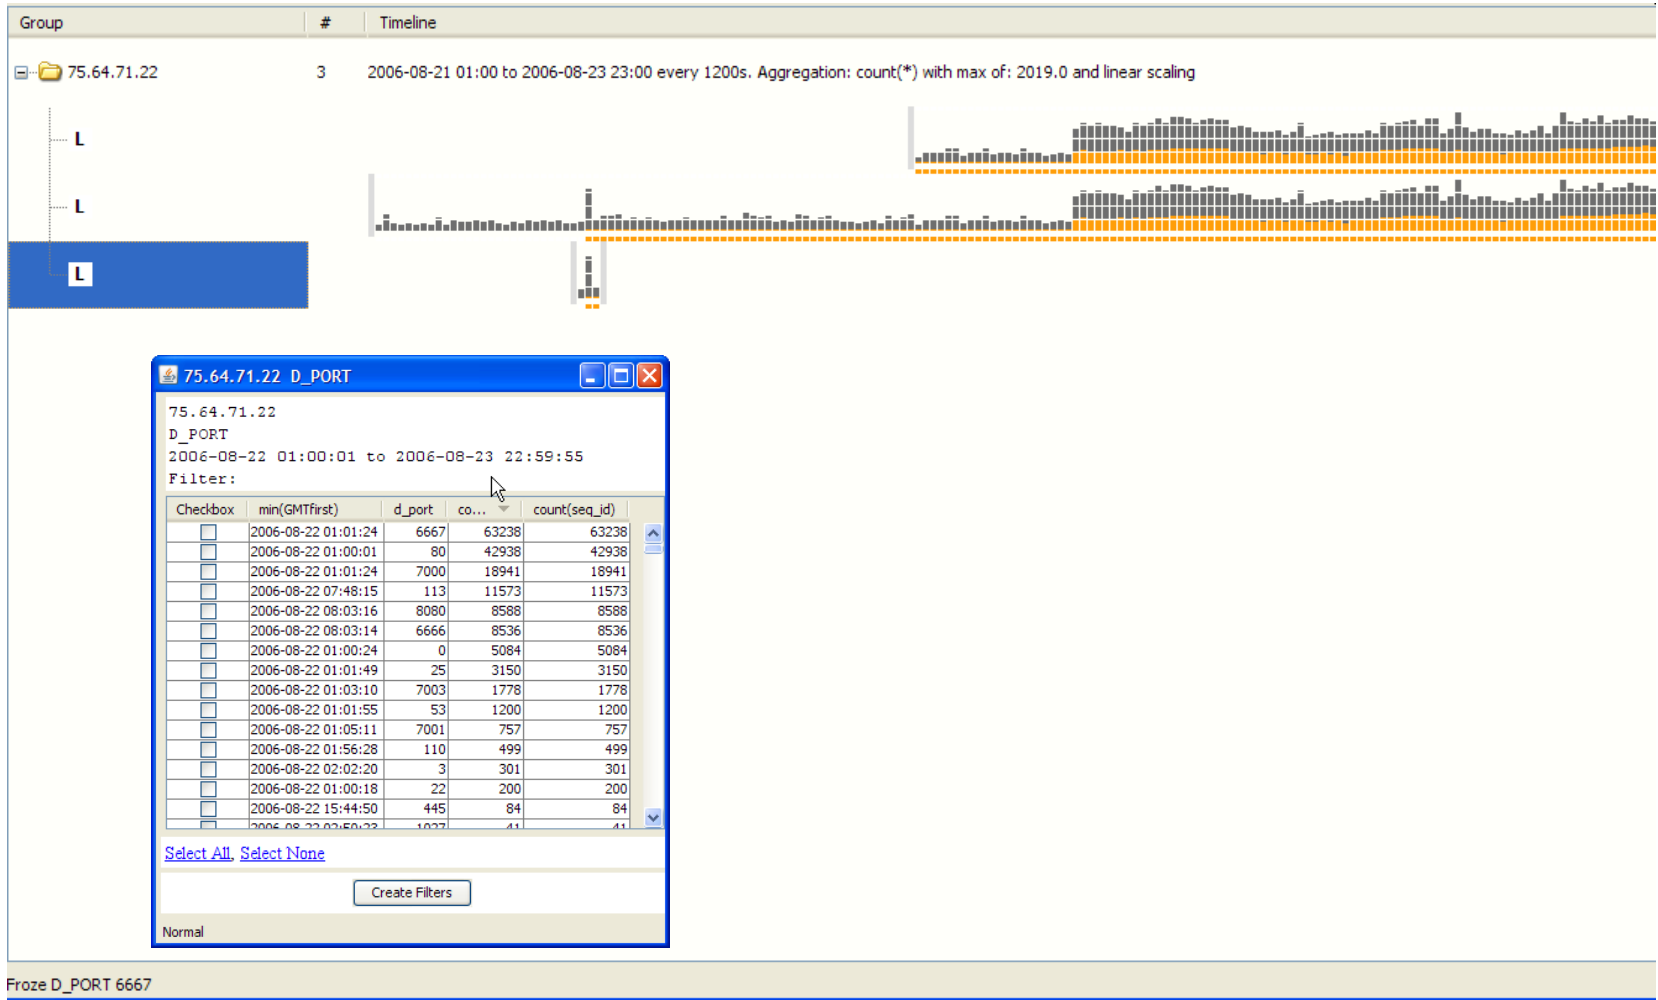 Group # Timeline
75.64.71.22 3 2006-08-21 01:00 to 2006-08-23 23:00 every 1200s. Aggregation: count(*) with max of: 2019.0 and linear scaling
L
L
L
75.64.71.22 D_PORT
75.64.71.22
D_PORT
2006-08-22 01:00:01 to 2006-08-23 22:59:55
Filter:
Checkbox min(GMTfirst) d_port co... count(seq_id)
2006-08-22 01:01:24 6667 63238 63238
2006-08-22 01:00:01 80 42938 42938
2006-08-22 01:01:24 7000 18941 18941
2006-08-22 07:48:15 113 11573 11573
2006-08-22 08:03:16 8080 8588 8588
2006-08-22 08:03:14 6666 8536 8536
2006-08-22 01:00:24 0 5084 5084
2006-08-22 01:01:49 25 3150 3150
2006-08-22 01:03:10 7003 1778 1778
2006-08-22 01:01:55 53 1200 1200
2006-08-22 01:05:11 7001 757 757
2006-08-22 01:56:28 110 499 499
2006-08-22 02:02:20 3 301 301
2006-08-22 01:00:18 22 200 200
2006-08-22 15:44:50 445 84 84
2006-08-22 02:50:23 1027 41 41
Select All, Select None
Create Filters
Normal
Froze D_PORT 6667